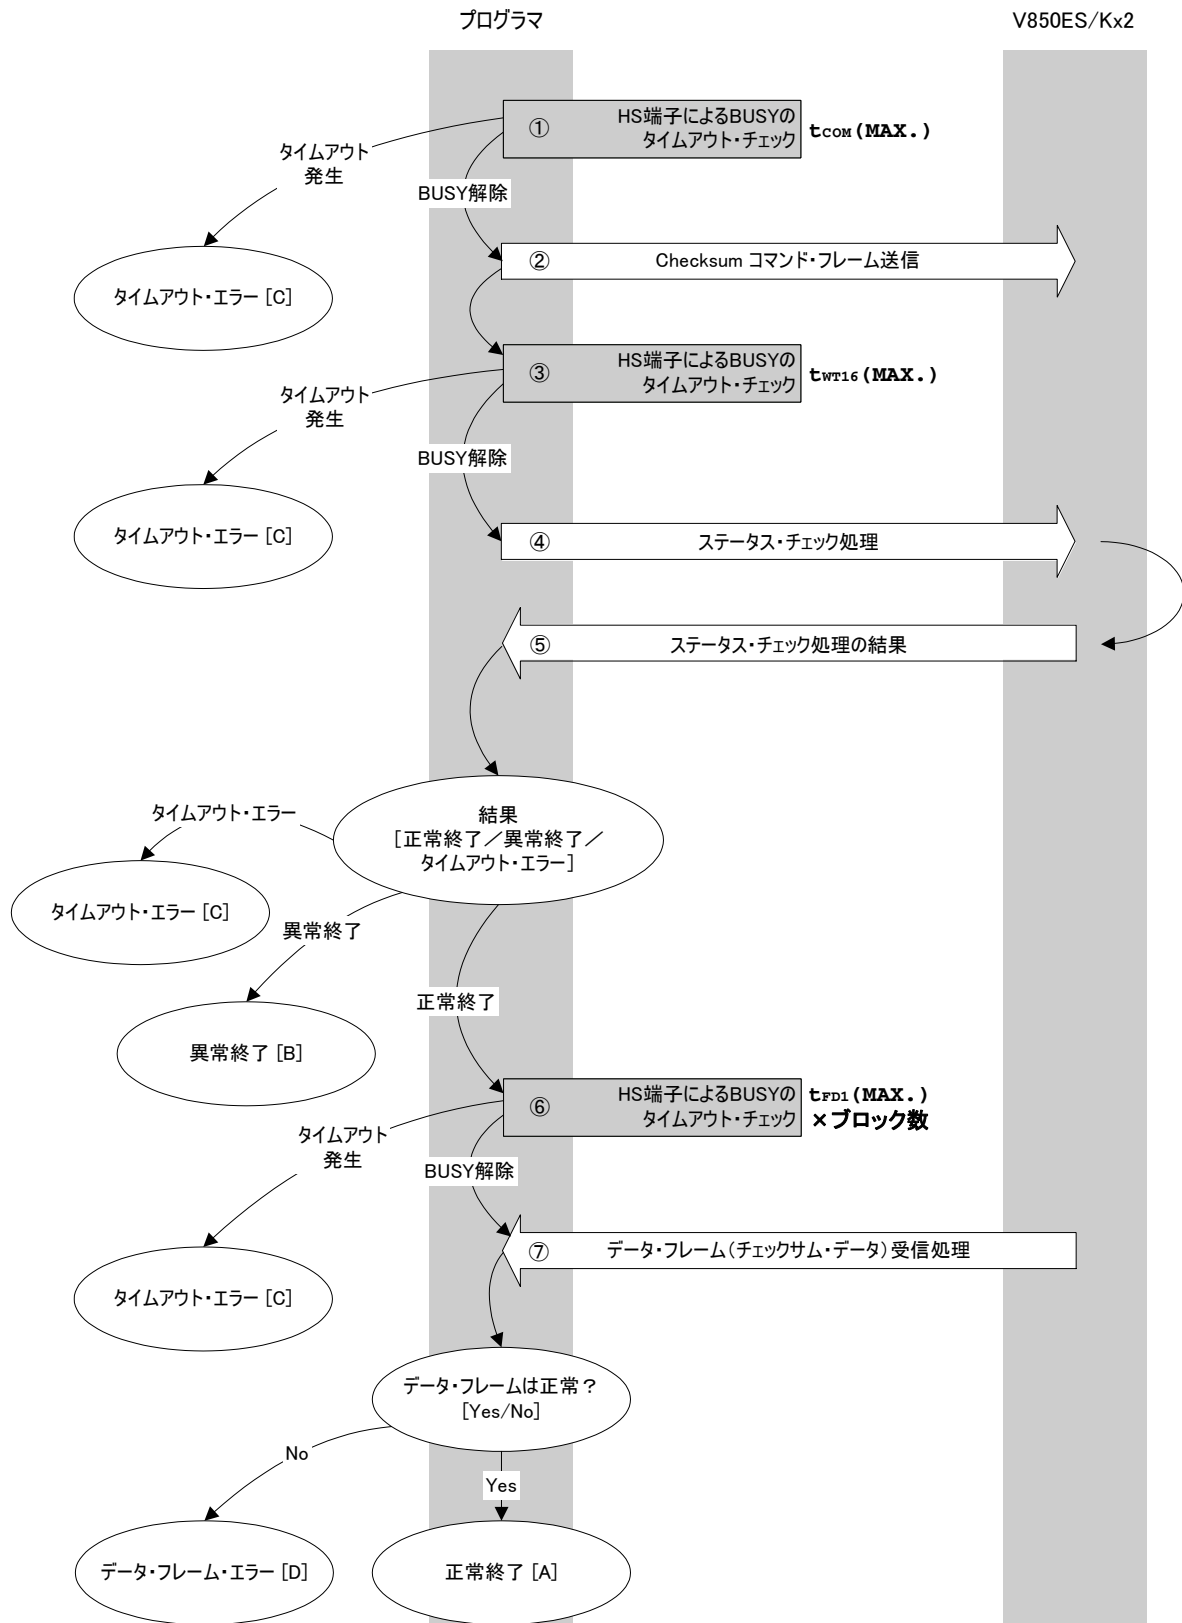 プログラマ
V850ES/Kx2
①
HS端子によるBUSYの
タイムアウト・チェック
tCOM(MAX.)
タイムアウト
発生
BUSY解除
②
Checksum コマンド・フレーム送信
タイムアウト・エラー [C]
③
HS端子によるBUSYの
タイムアウト・チェック
tWT16(MAX.)
タイムアウト
発生
BUSY解除
タイムアウト・エラー [C]
④
ステータス・チェック処理
⑤
ステータス・チェック処理の結果
結果
[正常終了/異常終了/
タイムアウト・エラー]
タイムアウト・エラー
タイムアウト・エラー [C]
異常終了
異常終了 [B]
正常終了
⑥
HS端子によるBUSYの
タイムアウト・チェック
tFD1(MAX.)
×ブロック数
タイムアウト
発生
BUSY解除
⑦
データ・フレーム(チェックサム・データ)受信処理
タイムアウト・エラー [C]
データ・フレームは正常?
[Yes/No]
No
Yes
データ・フレーム・エラー [D]
正常終了 [A]